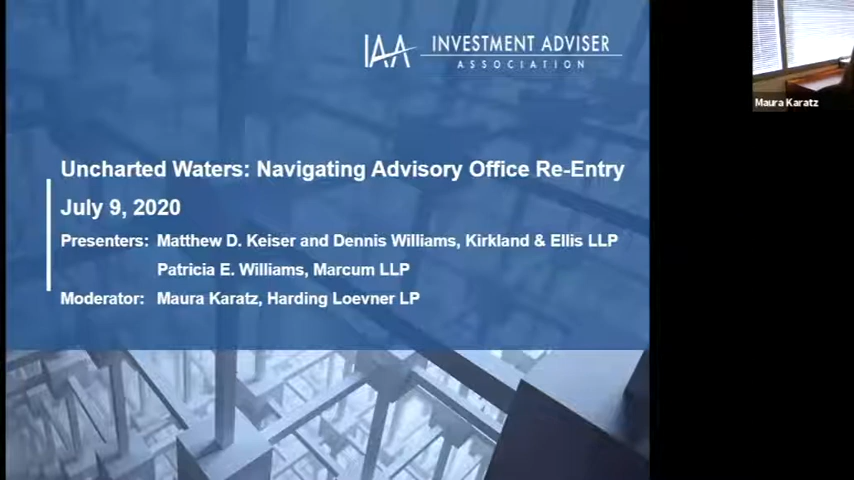 IAA INVESTMENT ADVISER
ASSOCIATION
Maura Karatz
Uncharted Waters: Navigating Advisory Office Re-Entry
July 9, 2020
Presenters: Matthew D. Keiser and Dennis Williams, Kirkland & Ellis LLP
Patricia E. Williams, Marcum LLP
Moderator: Maura Karatz, Harding Loevner LP